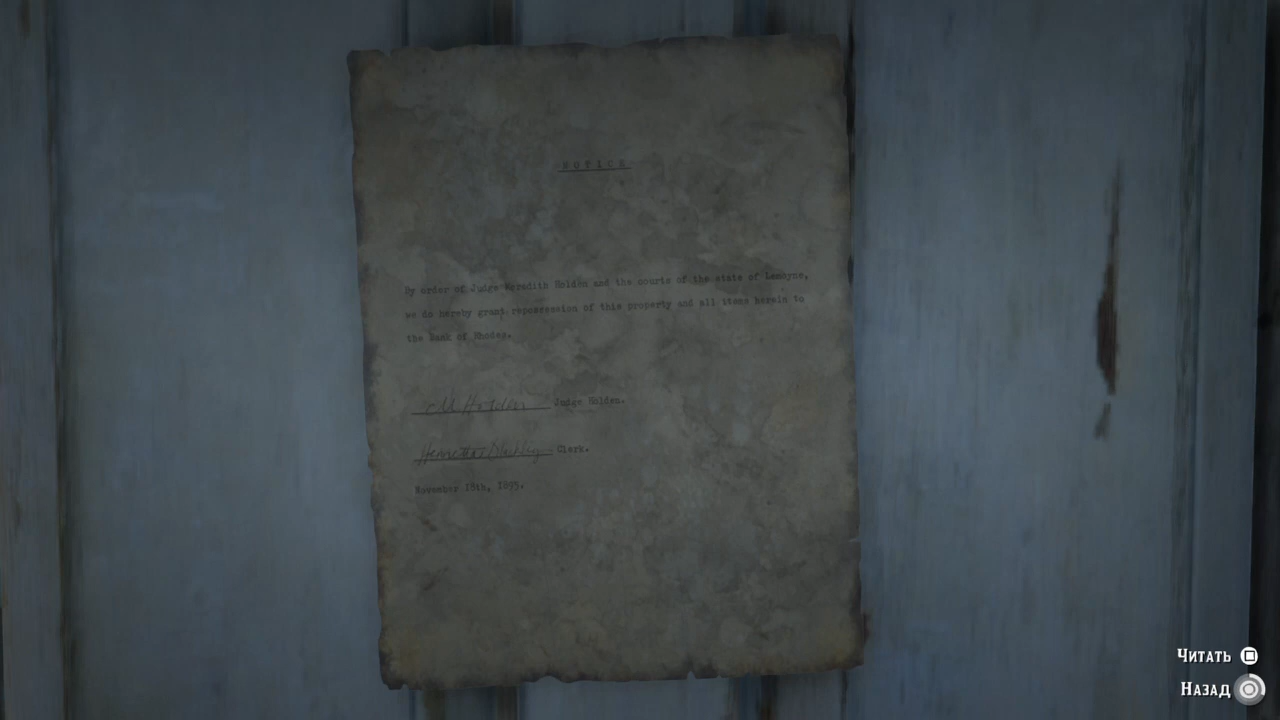 NOTICE
By order of Judge Meredith Holden and the courts of the state of Lemoyne,
we do hereby grant repossession of this property and all items herein to
the Bank of Rhodes.
M Holden Judge Holden.
Henrietta Clerk.
November 18th, 1895.
Читать
Назад